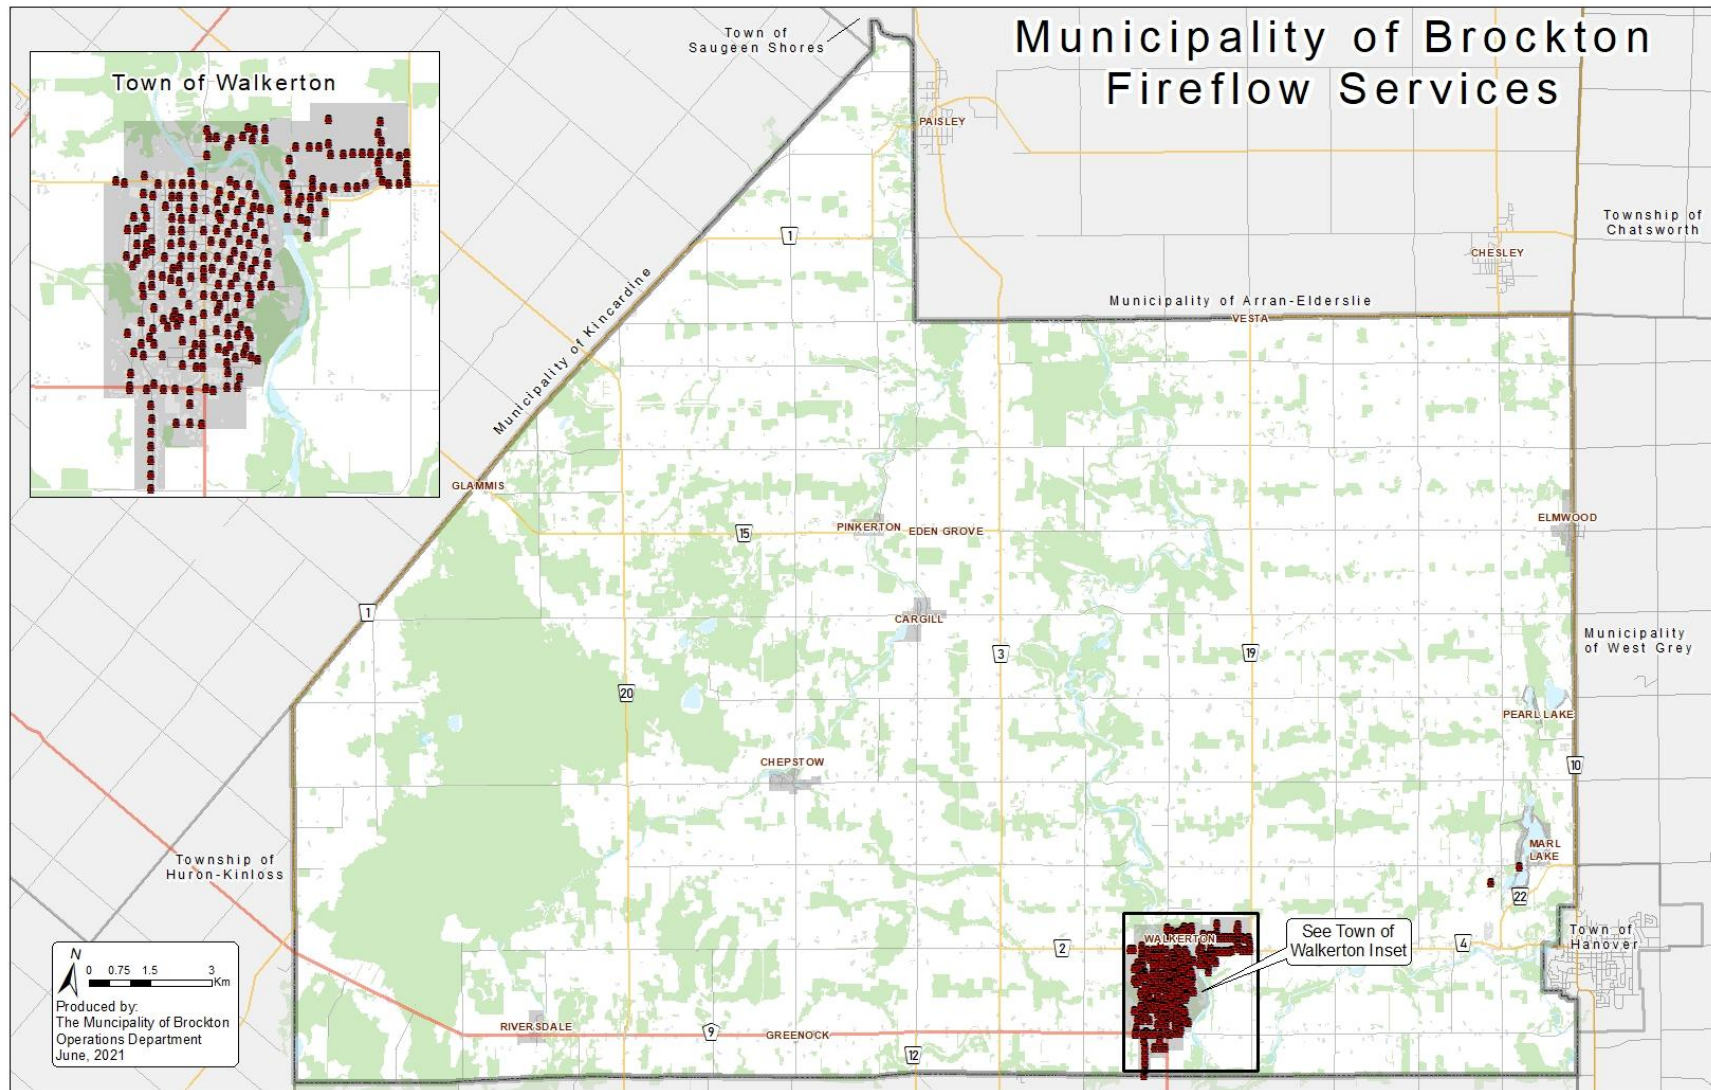 Municipality of Brockton
Fireflow Services
Town of
Saugeen Shores
Town of Walkerton
PAISLEY
Township of
Chatsworth
1
CHESLEY
Municipality of Kincardine
Municipality of Arran-Elderslie
VESTA
GLAMMIS
15
PINKERTON
EDEN GROVE
ELMWOOD
1
CARGILL
3
19
Municipality
of West Grey
20
PEARL LAKE
CHEPSTOW
10
Township of
Huron-Kinloss
MARL
LAKE
22
WALKERTON
2
See Town of
Walkerton Inset
4
Town of
Hanover
N
0 0.75 1.5 3
Km
Produced by:
The Muncipality of Brockton
Operations Department
June, 2021
RIVERSDALE
9
GREENOCK
12